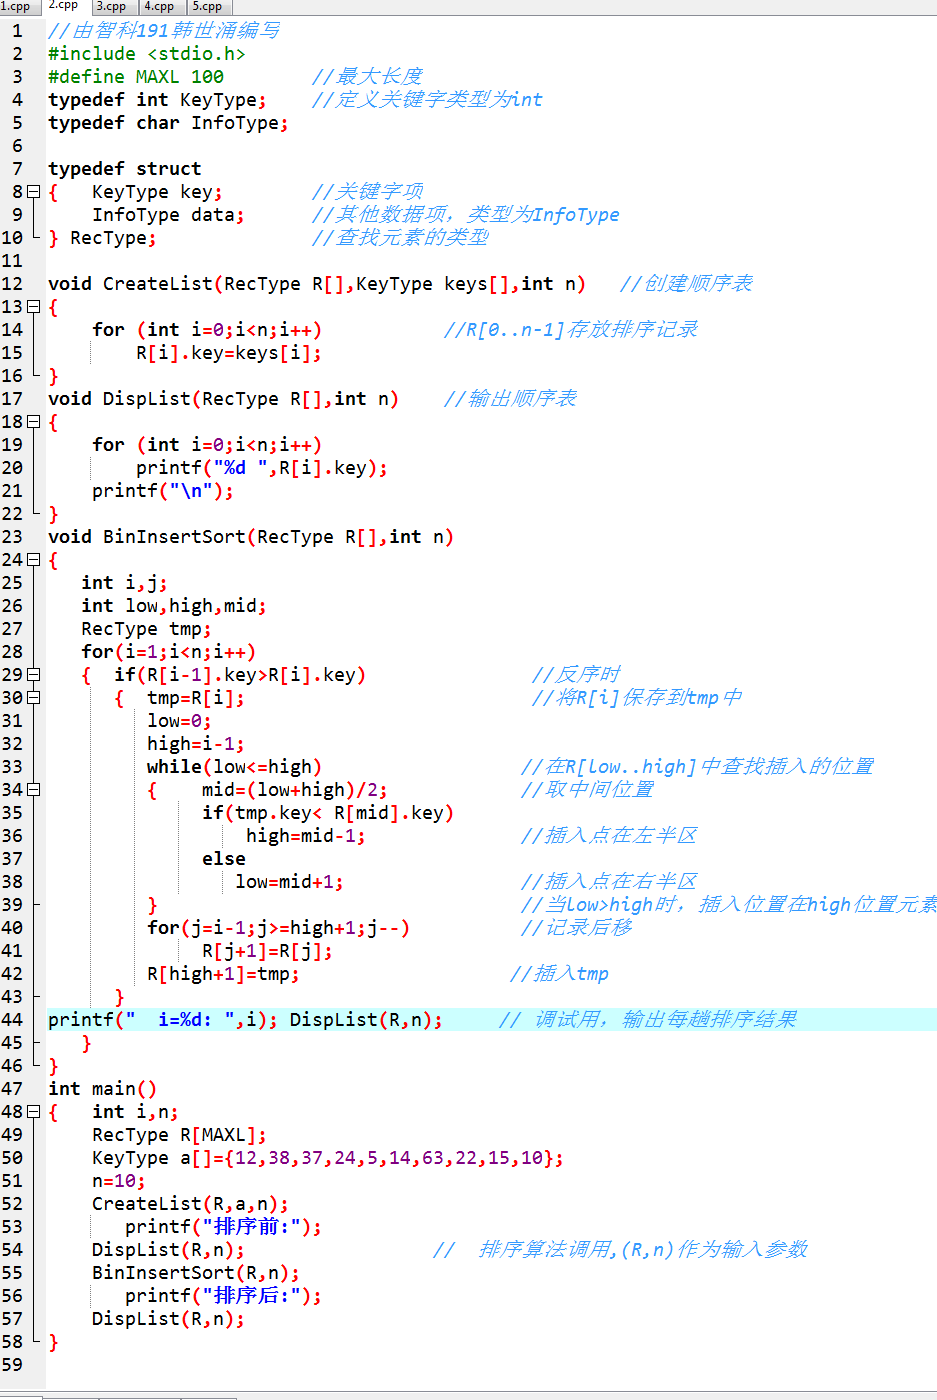 1.cpp 2.cpp 3.cpp 4.cpp 5.cpp
1 //由智科191韩世涌编写
2 #include <stdio.h>
3 #define MAXL 100 //最大长度
4 typedef int KeyType; //定义关键字类型为int
5 typedef char InfoType;
6
7 typedef struct
8 { KeyType key; //关键字项
9 InfoType data; //其他数据项，类型为InfoType
10 } RecType; //查找元素的类型
11
12 void CreateList(RecType R[],KeyType keys[],int n) //创建顺序表
13 {
14 for (int i=0;i<n;i++) //R[0..n-1]存放排序记录
15 R[i].key=keys[i];
16 }
17 void DispList(RecType R[],int n) //输出顺序表
18 {
19 for (int i=0;i<n;i++)
20 printf("%d ",R[i].key);
21 printf("\n");
22 }
23 void BinInsertSort(RecType R[],int n)
24 {
25 int i,j;
26 int low,high,mid;
27 RecType tmp;
28 for(i=1;i<n;i++)
29 { if(R[i-1].key>R[i].key) //反序时
30 { tmp=R[i]; //将R[i]保存到tmp中
31 low=0;
32 high=i-1;
33 while(low<=high) //在R[low..high]中查找插入的位置
34 { mid=(low+high)/2; //取中间位置
35 if(tmp.key< R[mid].key)
36 high=mid-1; //插入点在左半区
37 else
38 low=mid+1; //插入点在右半区
39 } //当low>high时，插入位置在high位置元素
40 for(j=i-1;j>=high+1;j--) //记录后移
41 R[j+1]=R[j];
42 R[high+1]=tmp; //插入tmp
43 }
44 printf("  i=%d: ",i); DispList(R,n); // 调试用，输出每趟排序结果
45 }
46 }
47 int main()
48 { int i,n;
49 RecType R[MAXL];
50 KeyType a[]={12,38,37,24,5,14,63,22,15,10};
51 n=10;
52 CreateList(R,a,n);
53 printf("排序前:");
54 DispList(R,n); // 排序算法调用,(R,n)作为输入参数
55 BinInsertSort(R,n);
56 printf("排序后:");
57 DispList(R,n);
58 }
59